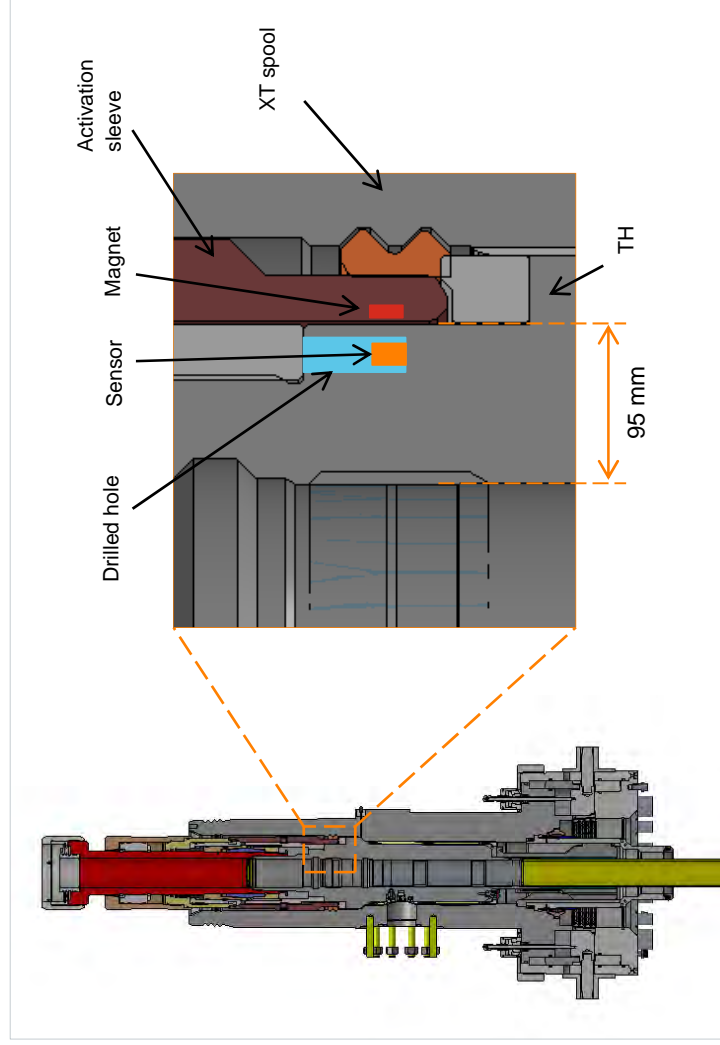 Activation
sleeve
XT spool
Magnet
Sensor
Drilled hole
TH
95 mm